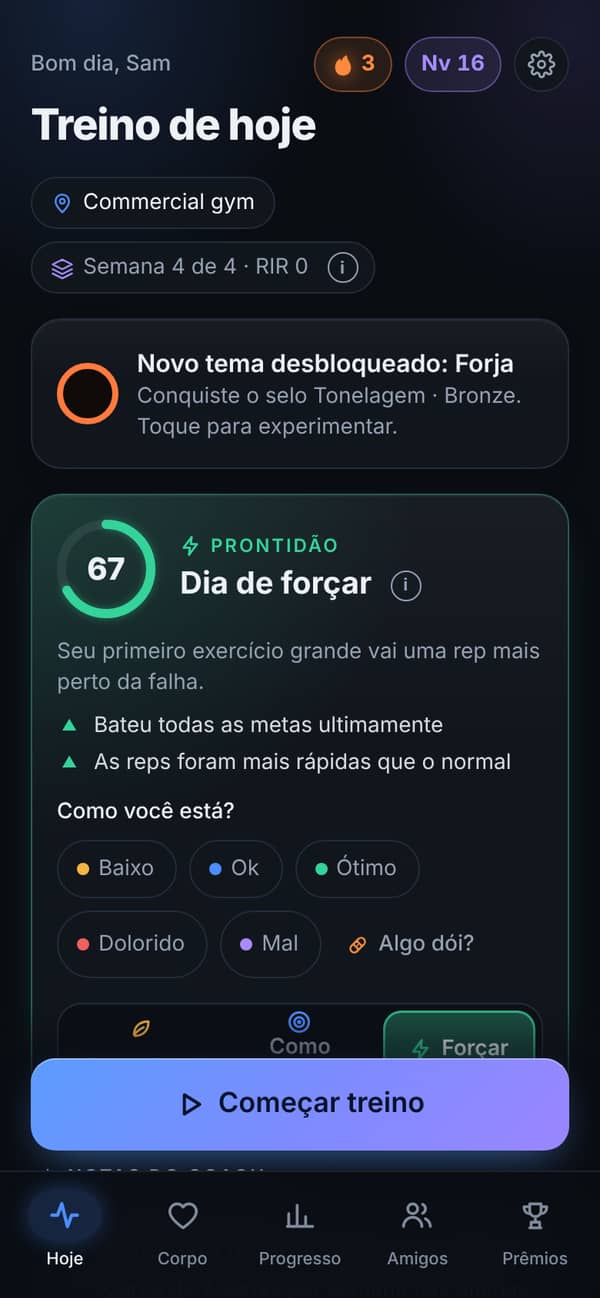 Bom dia, Sam
3
Nv 16
Treino de hoje
Commercial gym
Semana 4 de 4 · RIR 0
i
Novo tema desbloqueado: Forja
Conquiste o selo Tonelagem · Bronze.
Toque para experimentar.
67
PRONTIDÃO
Dia de forçar
i
Seu primeiro exercício grande vai uma rep mais
perto da falha.
Bateu todas as metas ultimamente
As reps foram mais rápidas que o normal
Como você está?
Baixo
Ok
Ótimo
Dolorido
Mal
Algo dói?
Como
Forçar
Começar treino
Hoje
Corpo
Progresso
Amigos
Prêmios